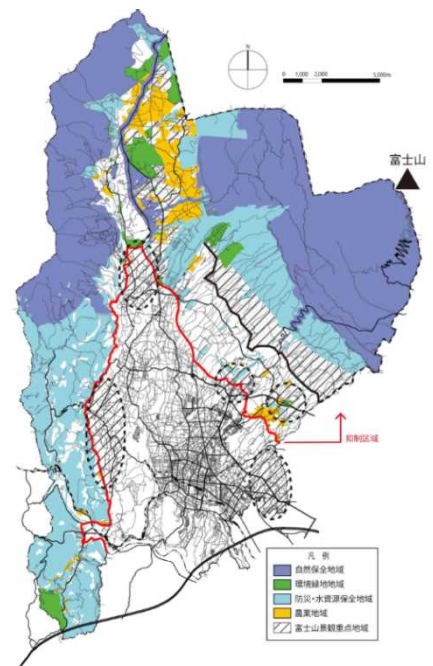 N
0 1,000 2,000 5,000m
富士山
抑制区域
凡 例
自然保全地域
環境緑地地域
防災・水資源保全地域
農業地域
富士山景観重点地域